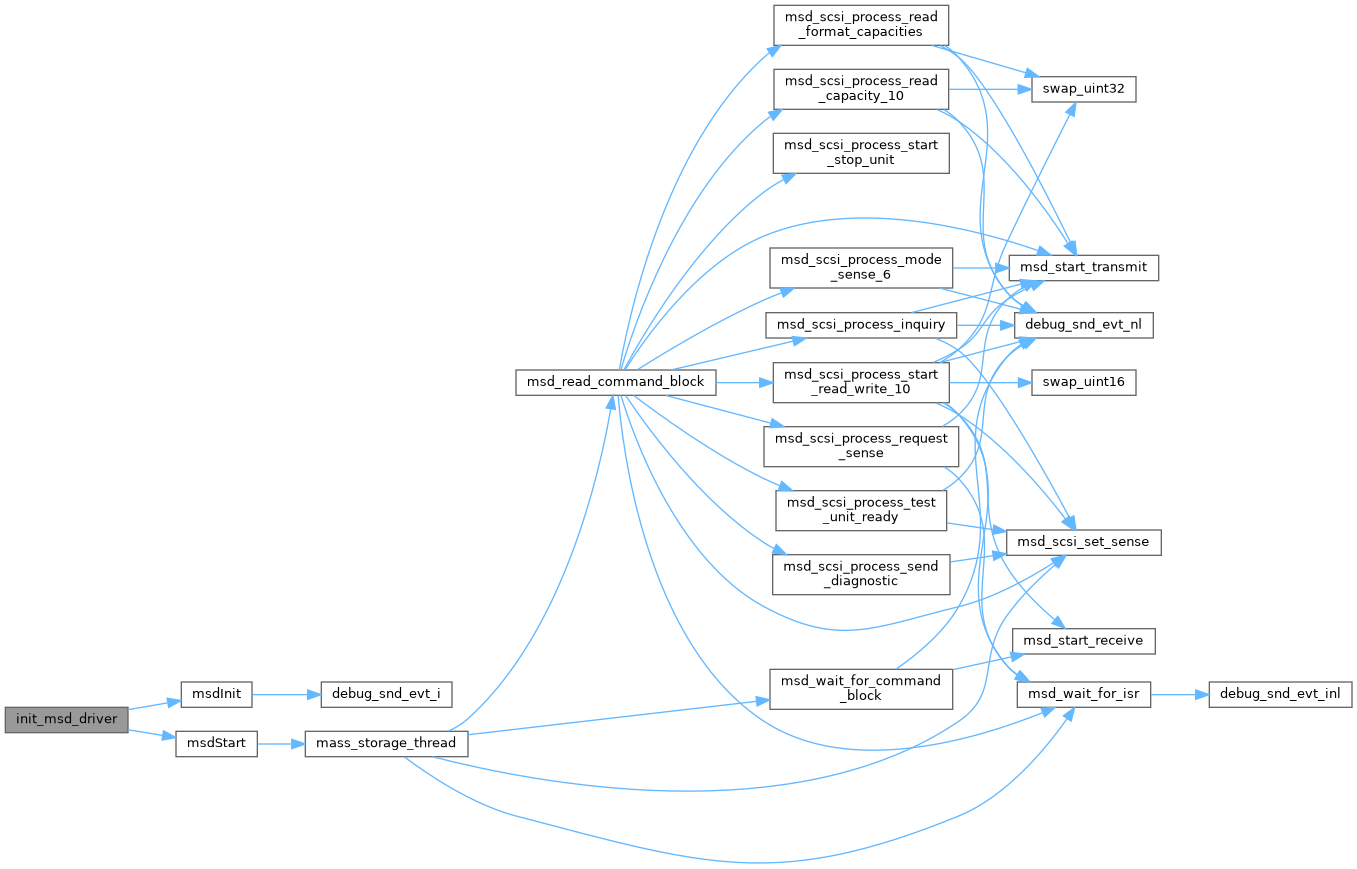 msd_scsi_process_read
_format_capacities
msd_scsi_process_read
_capacity_10
swap_uint32
msd_scsi_process_start
_stop_unit
msd_scsi_process_mode
_sense_6
msd_start_transmit
msd_scsi_process_inquiry
debug_snd_evt_nl
msd_read_command_block
msd_scsi_process_start
_read_write_10
swap_uint16
msd_scsi_process_request
_sense
msd_scsi_process_test
_unit_ready
msd_scsi_set_sense
msd_scsi_process_send
_diagnostic
msd_start_receive
msd_wait_for_command
_block
msdInit
debug_snd_evt_i
msd_wait_for_isr
debug_snd_evt_inl
init_msd_driver
msdStart
mass_storage_thread